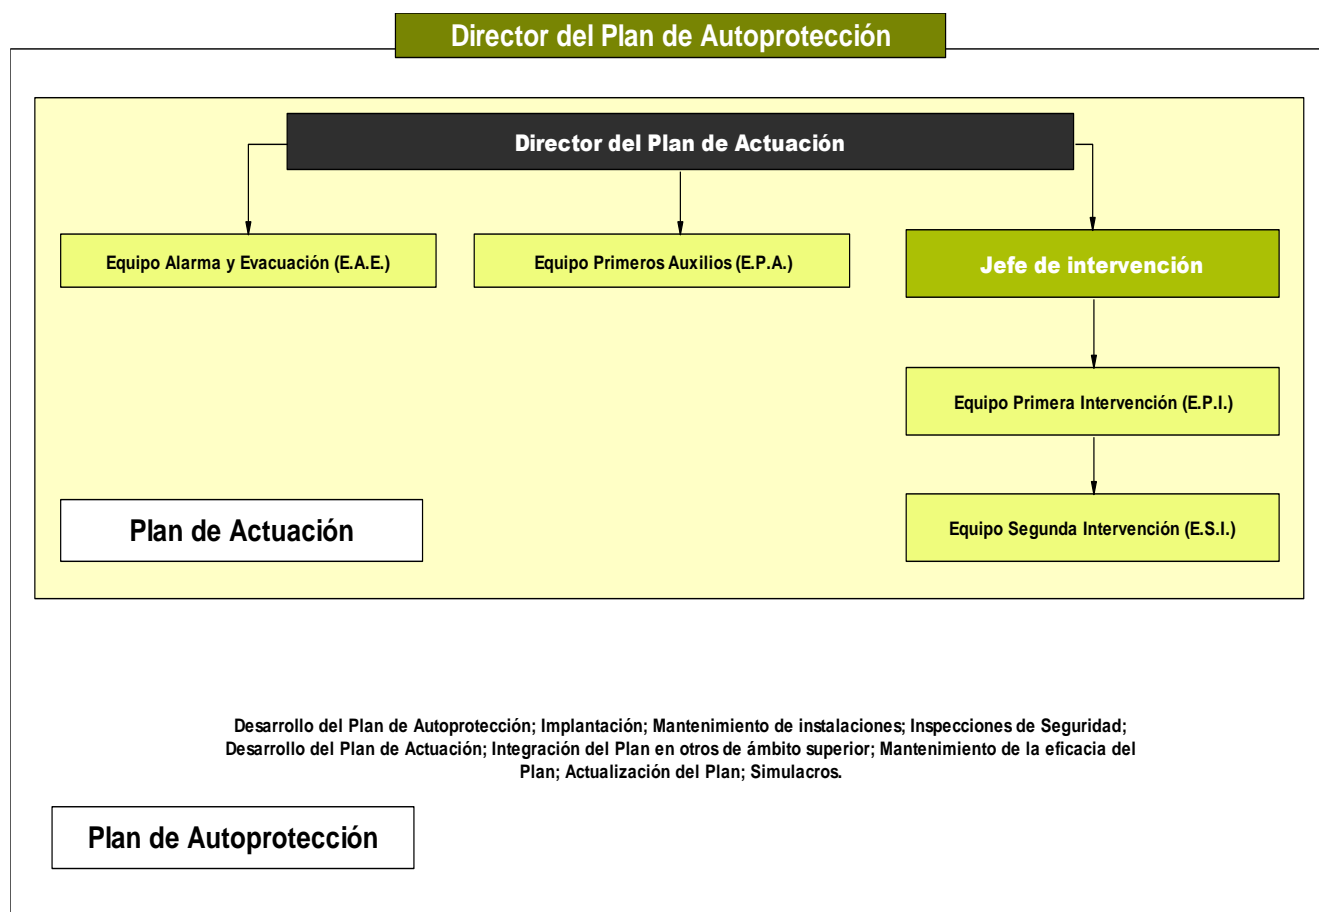 Director del Plan de Autoprotección
Director del Plan de Actuación
Equipo Alarma y Evacuación (E.A.E.)
Equipo Primeros Auxilios (E.P.A.)
Jefe de intervención
Equipo Primera Intervención (E.P.I.)
Plan de Actuación
Equipo Segunda Intervención (E.S.I.)
Desarrollo del Plan de Autoprotección; Implantación; Mantenimiento de instalaciones; Inspecciones de Seguridad;
Desarrollo del Plan de Actuación; Integración del Plan en otros de ámbito superior; Mantenimiento de la eficacia del
Plan; Actualización del Plan; Simulacros.
Plan de Autoprotección